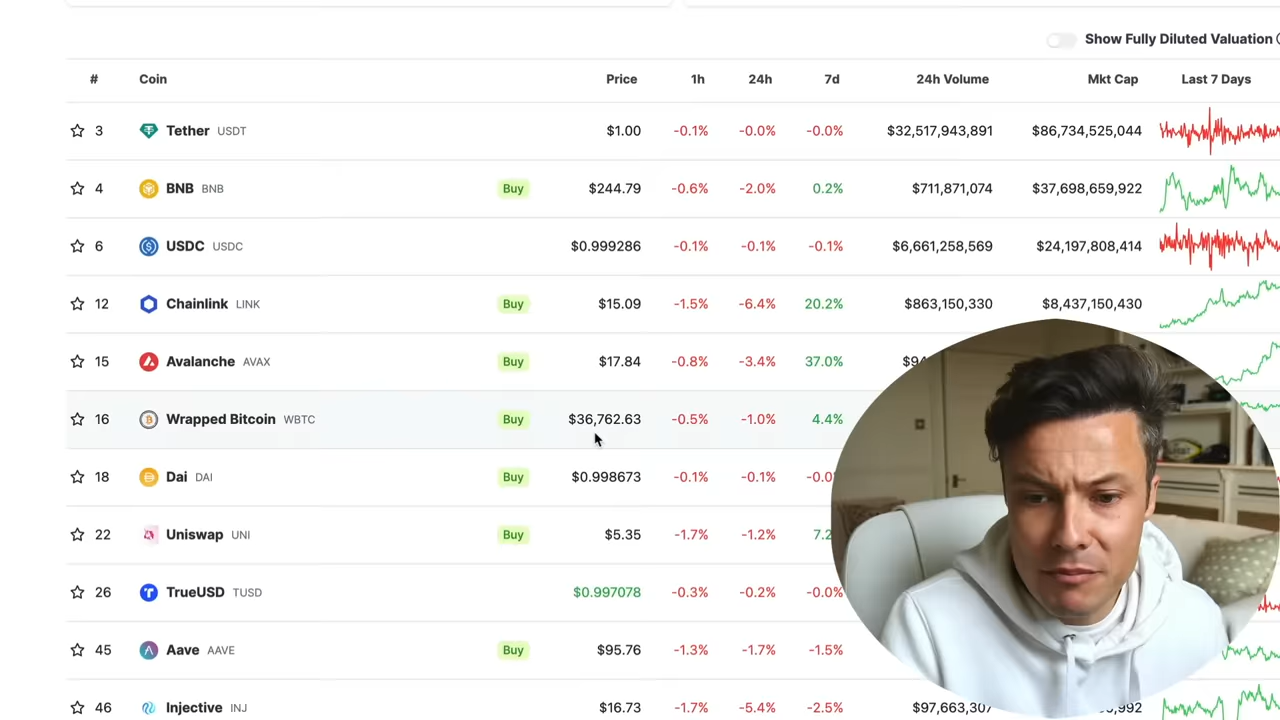 Show Fully Diluted Valuation
# Coin Price 1h 24h 7d 24h Volume Mkt Cap Last 7 Days
3 Tether USDT $1.00 -0.1% -0.0% -0.0% $32,517,943,891 $86,734,525,044
4 BNB BNB Buy $244.79 -0.6% -2.0% 0.2% $711,871,074 $37,698,659,922
6 USDC USDC $0.999286 -0.1% -0.1% -0.1% $6,661,258,569 $24,197,808,414
12 Chainlink LINK Buy $15.09 -1.5% -6.4% 20.2% $863,150,330 $8,437,150,430
15 Avalanche AVAX Buy $17.84 -0.8% -3.4% 37.0%
16 Wrapped Bitcoin WBTC Buy $36,762.63 -0.5% -1.0% 4.4%
18 Dai DAI Buy $0.998673 -0.1% -0.1%
22 Uniswap UNI Buy $5.35 -1.7% -1.2%
26 TrueUSD TUSD $0.997078 -0.3% -0.2% -0.0%
45 Aave AAVE Buy $95.76 -1.3% -1.7% -1.5%
46 Injective INJ $16.73 -1.7% -5.4% -2.5%